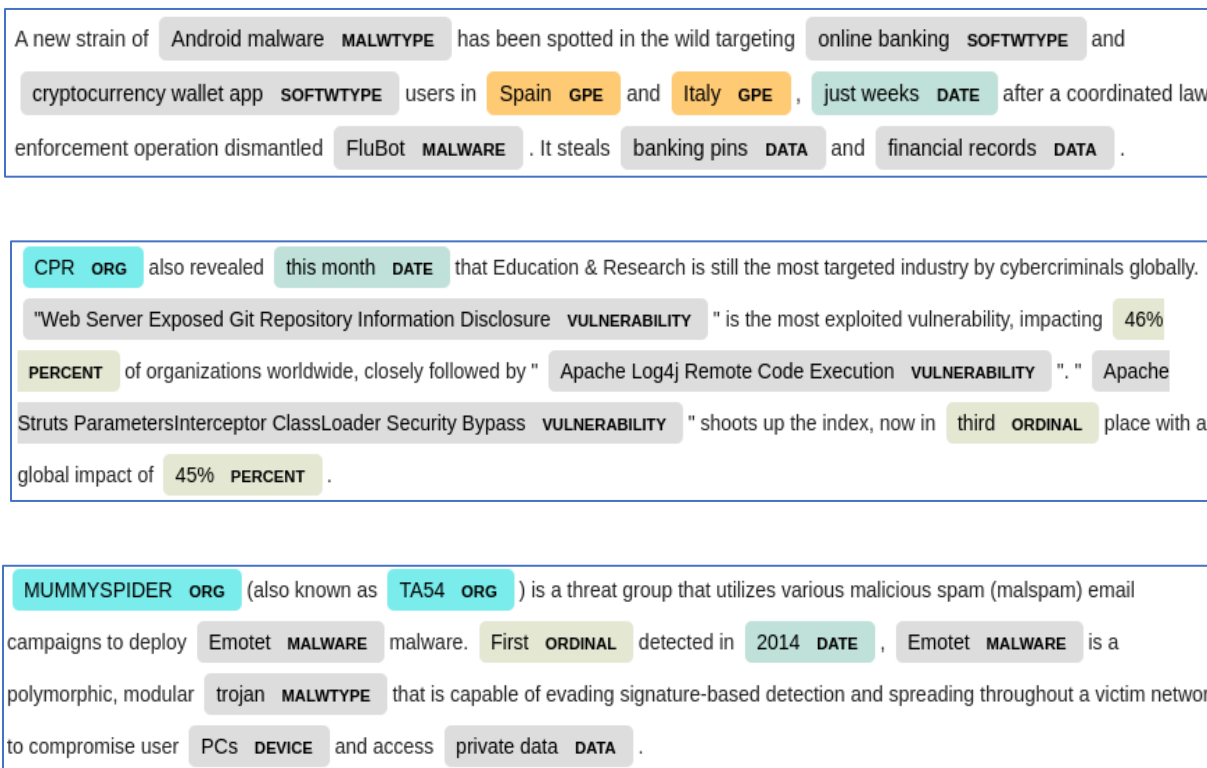 A new strain of Android malware MALWTYPE has been spotted in the wild targeting online banking SOFTWTYPE and
cryptocurrency wallet app SOFTWTYPE users in Spain GPE and Italy GPE , just weeks DATE after a coordinated law
enforcement operation dismantled FluBot MALWARE . It steals banking pins DATA and financial records DATA .
CPR ORG also revealed this month DATE that Education & Research is still the most targeted industry by cybercriminals globally.
"Web Server Exposed Git Repository Information Disclosure VULNERABILITY " is the most exploited vulnerability, impacting 46%
PERCENT of organizations worldwide, closely followed by " Apache Log4j Remote Code Execution VULNERABILITY ". " Apache
Struts ParametersInterceptor ClassLoader Security Bypass VULNERABILITY " shoots up the index, now in third ORDINAL place with a
global impact of 45% PERCENT .
MUMMYSPIDER ORG (also known as TA54 ORG ) is a threat group that utilizes various malicious spam (malspam) email
campaigns to deploy Emotet MALWARE malware. First ORDINAL detected in 2014 DATE , Emotet MALWARE is a
polymorphic, modular trojan MALWTYPE that is capable of evading signature-based detection and spreading throughout a victim networ
to compromise user PCs DEVICE and access private data DATA .